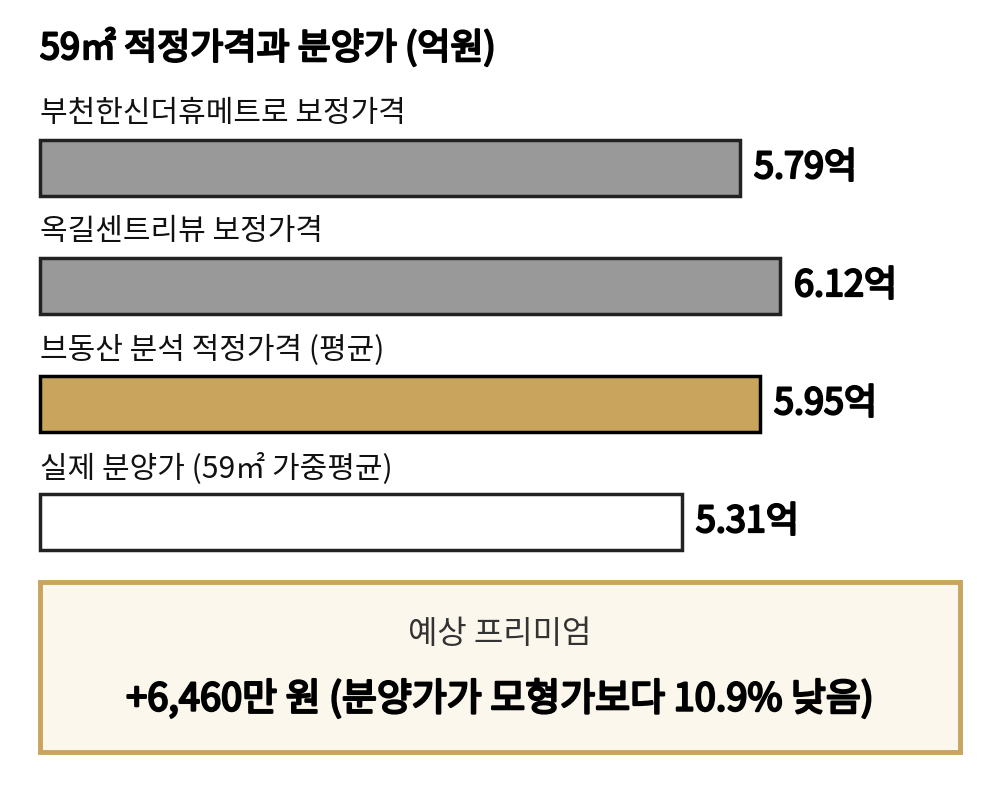 59㎡ 적정가격과 분양가 (억원)
부천한신더휴메트로 보정가격
5.79억
옥길센트리뷰 보정가격
6.12억
브동산 분석 적정가격 (평균)
5.95억
실제 분양가 (59㎡ 가중평균)
5.31억
예상 프리미엄
+6,460만 원 (분양가가 모형가보다 10.9% 낮음)